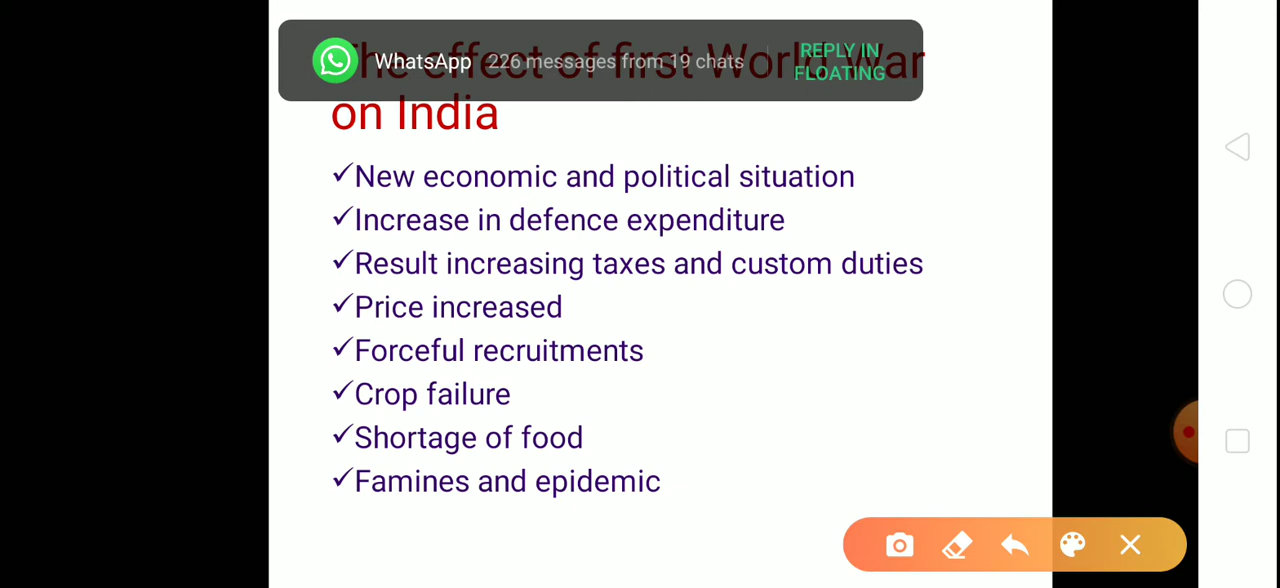 The effect of first World War
WhatsApp 226 messages from 19 chats
REPLY IN
FLOATING
on India
✓New economic and political situation
✓Increase in defence expenditure
✓Result increasing taxes and custom duties
✓Price increased
✓Forceful recruitments
✓Crop failure
✓Shortage of food
✓Famines and epidemic